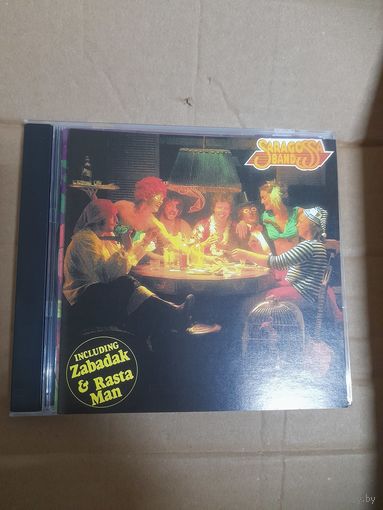 SARAGOSSA
BAND
INCLUDING
Zabadak
& Rasta
Man